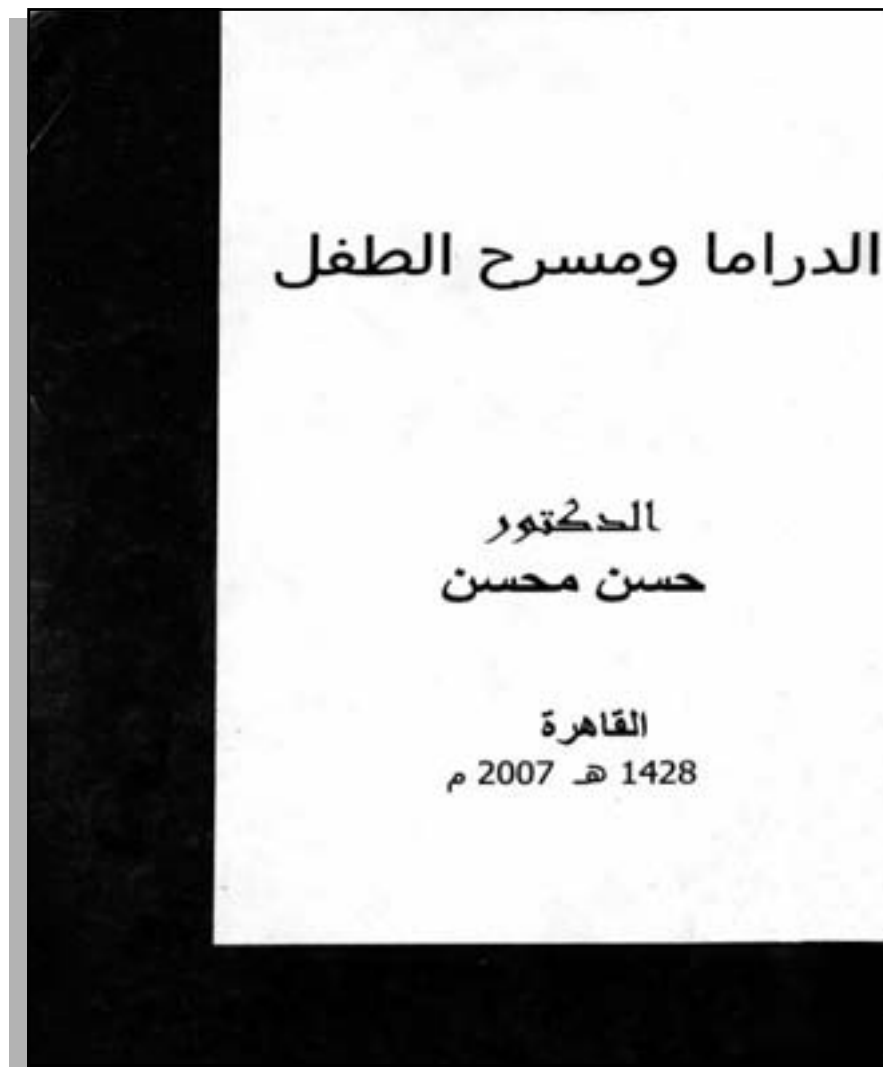 الدراما ومسرح الطفل
الدكتور
حسن محسن
القاهرة
1428 هـ 2007 م